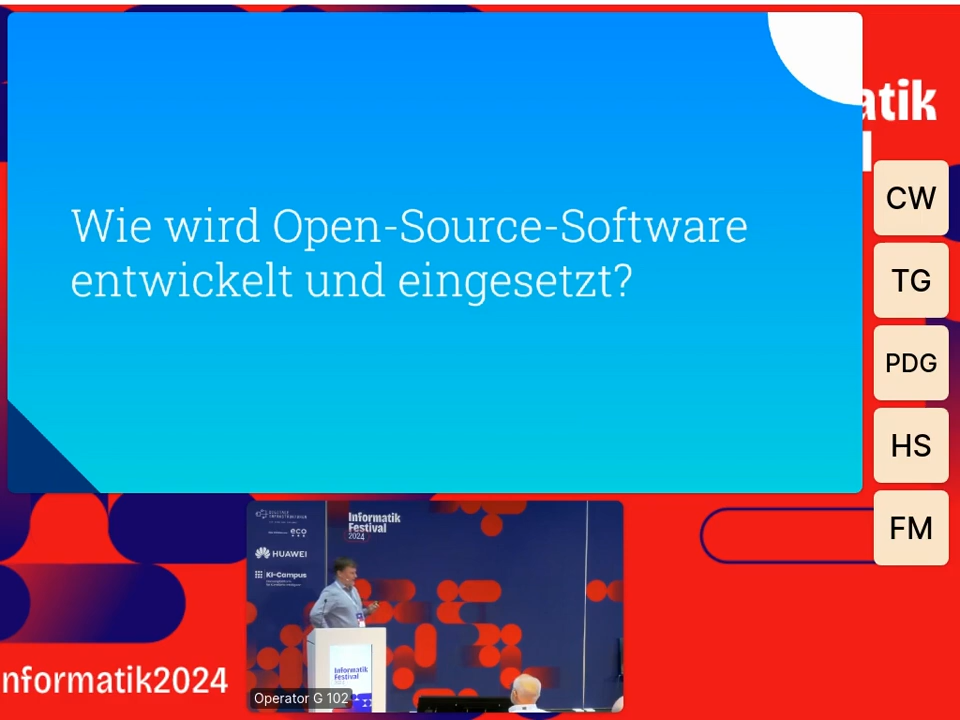 Wie wird Open-Source-Software
entwickelt und eingesetzt?
atik
CW
TG
PDG
HS
FM
Informatik
Festival
2024
eco
HUAWEI
KI-Campus
Informatik
Festival
Operator G 102
nformatik2024